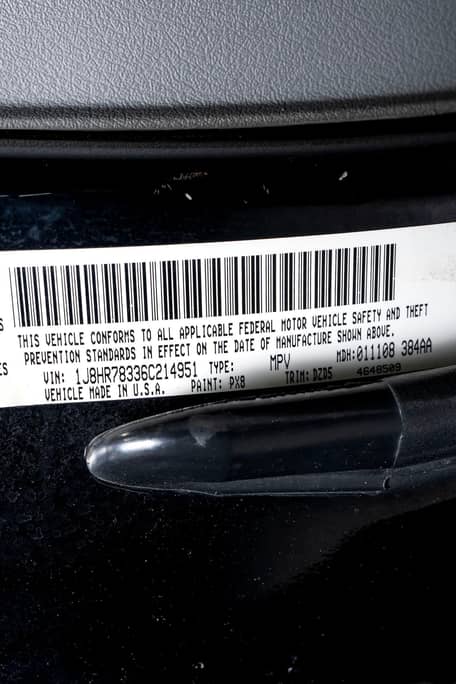 THIS VEHICLE CONFORMS TO ALL APPLICABLE FEDERAL MOTOR VEHICLE SAFETY AND THEFT
PREVENTION STANDARDS IN EFFECT ON THE DATE OF MANUFACTURE SHOWN ABOVE.
VIN: 1J8HR78336C214951 TYPE: MPV MDH:011108 384AA
VEHICLE MADE IN U.S.A. PAINT: PX8 TRIM: DZD5 4648509